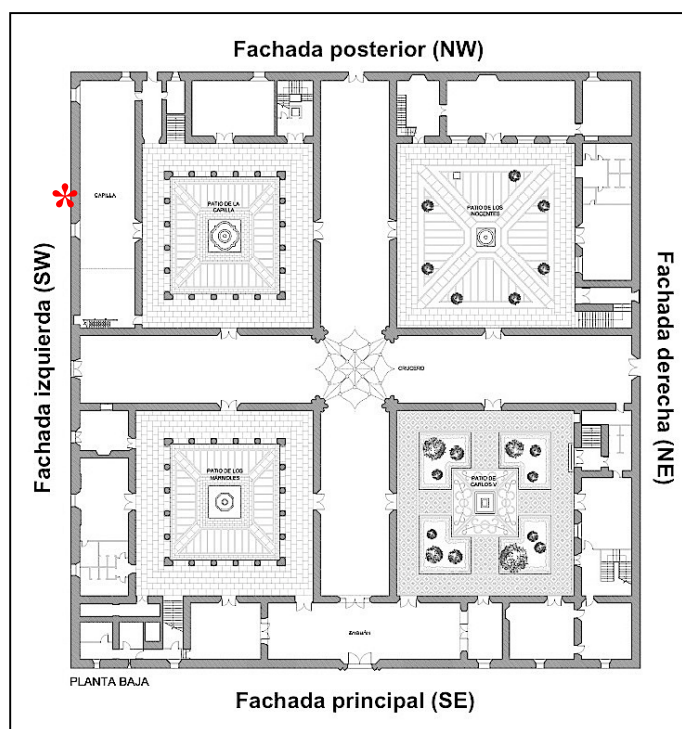 Fachada posterior (NW)
CAPILLA
PATIO DE LA
CAPILLA
PATIO DE LOS
INOCENTES
Fachada izquierda (SW)
Fachada derecha (NE)
CRUCERO
PATIO DE LOS
MÁRMOLES
PATIO DE
CARLOS V
ZAGUÁN
PLANTA BAJA
Fachada principal (SE)